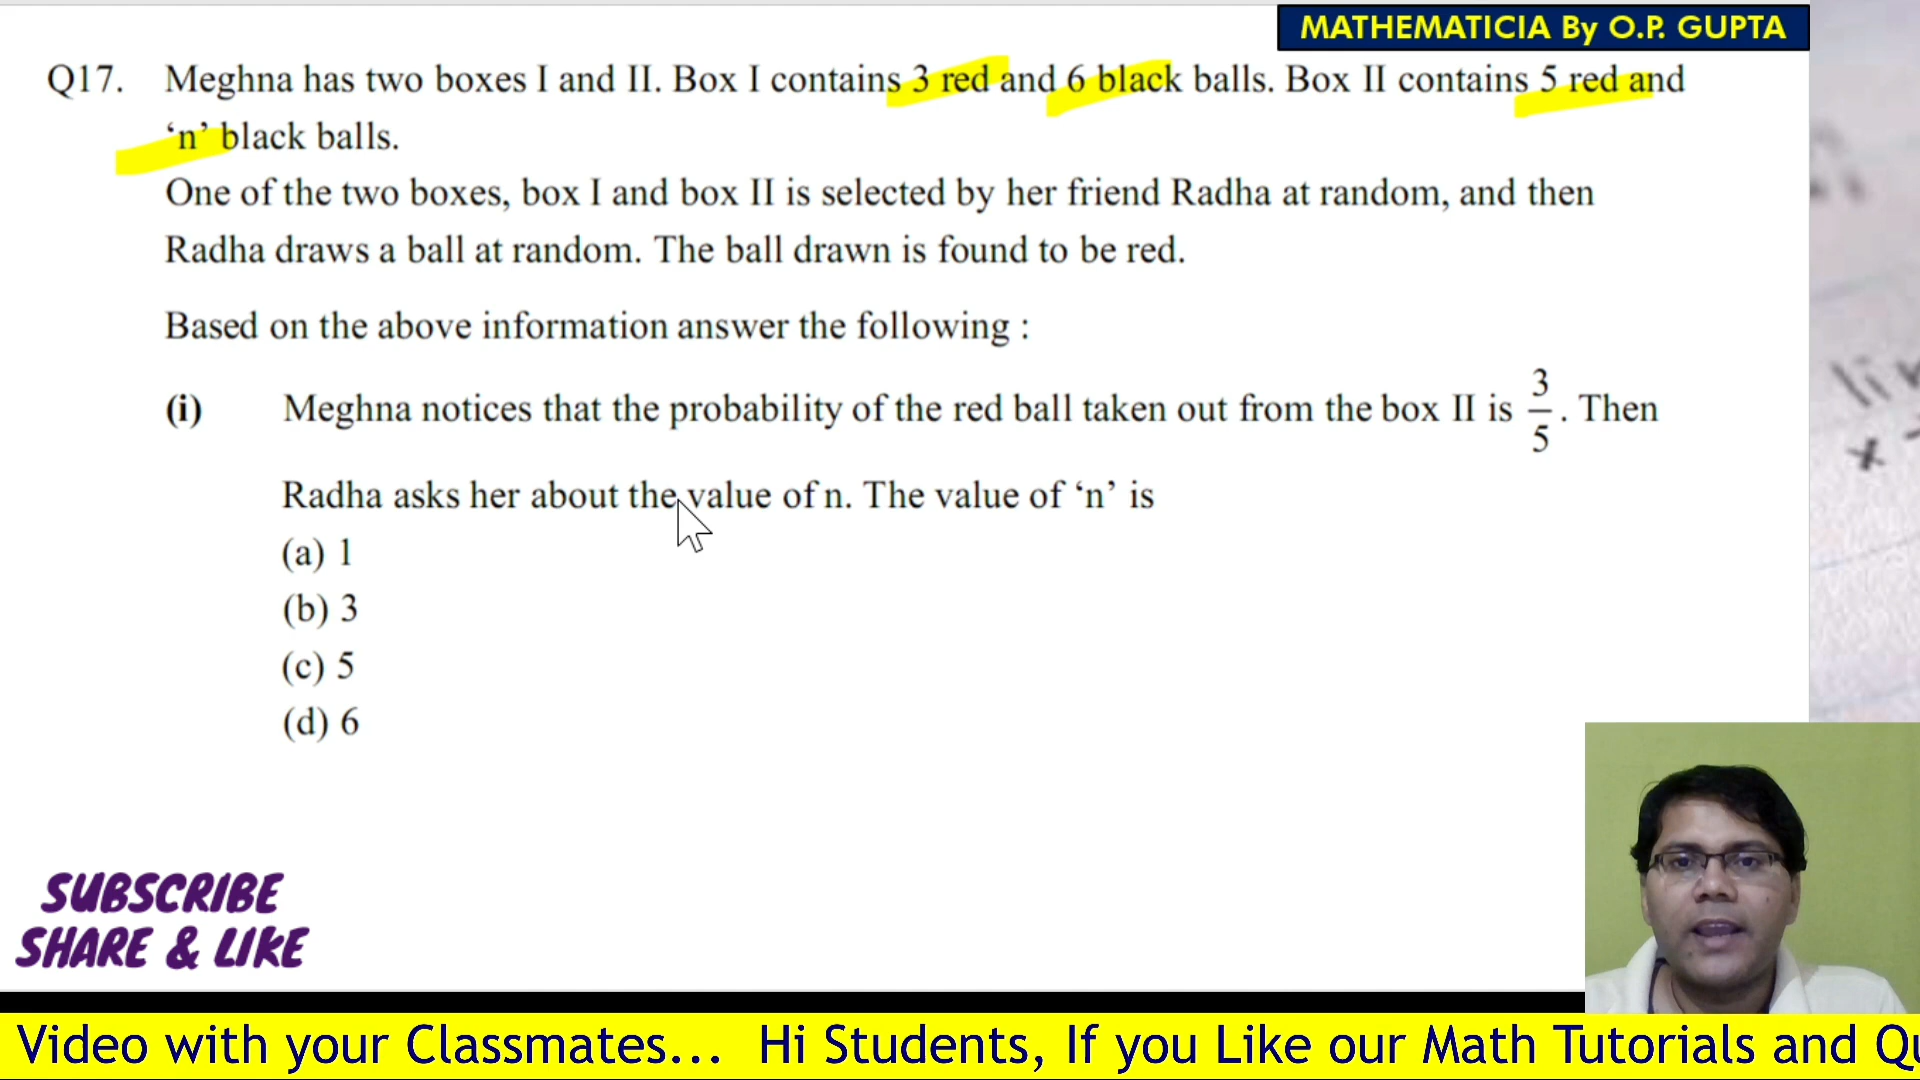 MATHEMATICIA By O.P. GUPTA
Q17. Meghna has two boxes I and II. Box I contains 3 red and 6 black balls. Box II contains 5 red and
‘n’ black balls.
One of the two boxes, box I and box II is selected by her friend Radha at random, and then
Radha draws a ball at random. The ball drawn is found to be red.
Based on the above information answer the following :
(i) Meghna notices that the probability of the red ball taken out from the box II is 3/5. Then
Radha asks her about the value of n. The value of ‘n’ is
(a) 1
(b) 3
(c) 5
(d) 6
SUBSCRIBE
SHARE & LIKE
Video with your Classmates... Hi Students, If you Like our Math Tutorials and